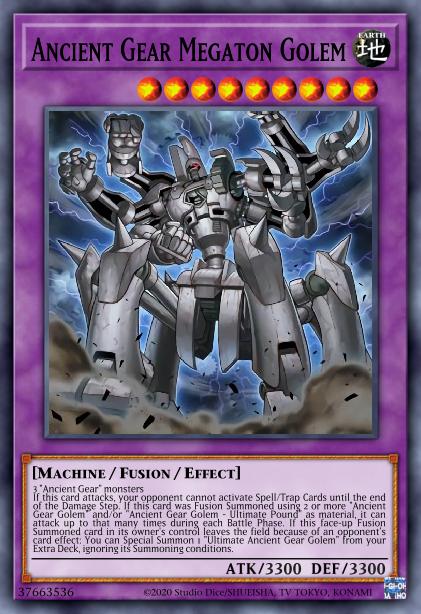 ANCIENT GEAR MEGATON GOLEM
EARTH
地
[MACHINE / FUSION / EFFECT]
3 "Ancient Gear" monsters
If this card attacks, your opponent cannot activate Spell/Trap Cards until the end
of the Damage Step. If this card was Fusion Summoned using 2 or more "Ancient
Gear Golem" and/or "Ancient Gear Golem - Ultimate Pound" as material, it can
attack up to that many times during each Battle Phase. If this face-up Fusion
Summoned card in its owner's control leaves the field because of an opponent's
card effect: You can Special Summon 1 "Ultimate Ancient Gear Golem" from your
Extra Deck, ignoring its Summoning conditions.
ATK/3300 DEF/3300
37663536
©2020 Studio Dice/SHUEISHA, TV TOKYO, KONAMI